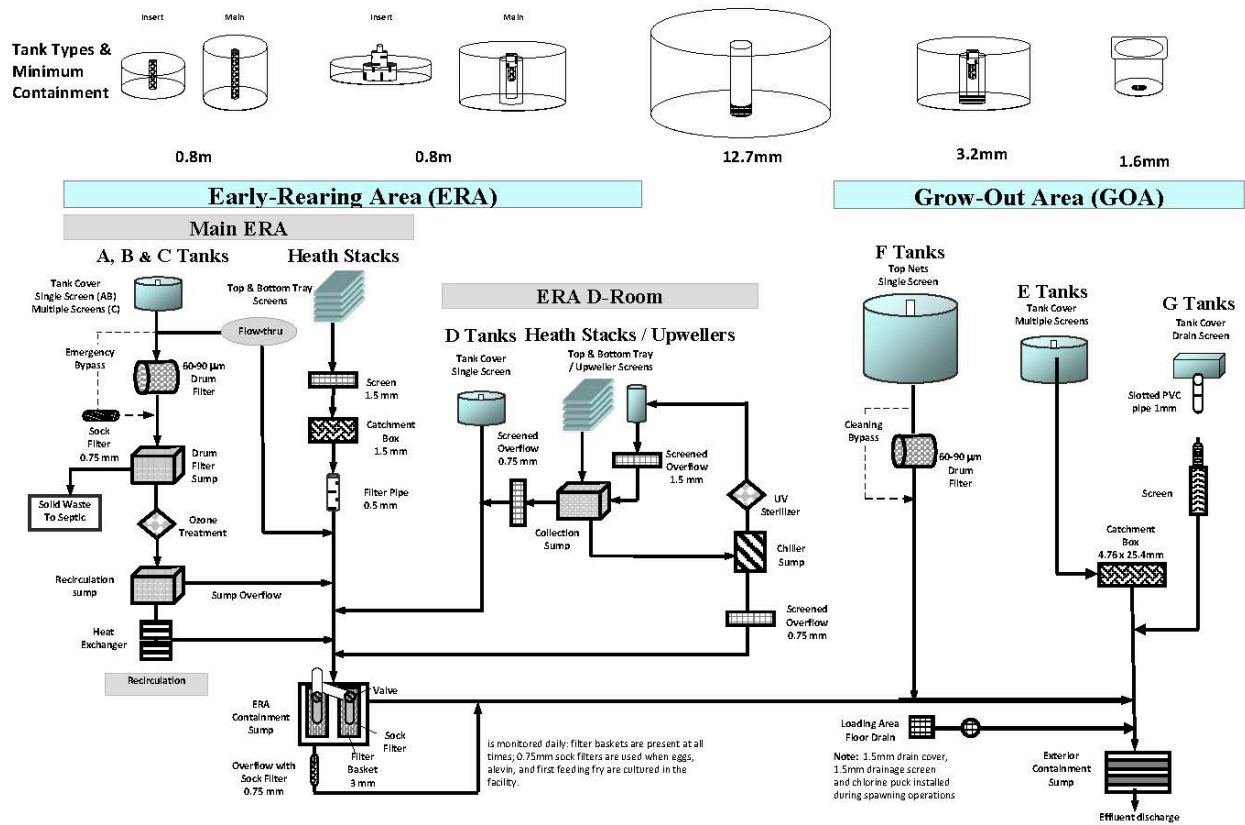 Insert
Main
Insert
Main
Tank Types &
Minimum
Containment
0.8m
0.8m
12.7mm
3.2mm
1.6mm
Early-Rearing Area (ERA)
Grow-Out Area (GOA)
Main ERA
A, B & C Tanks
Heath Stacks
Tank Cover
Single Screen (AB)
Multiple Screens (C)
Top & Bottom Tray
Screens
Flow-thru
Emergency
Bypass
60-90 µm
Drum
Filter
Screen
1.5 mm
Sock
Filter
0.75 mm
Catchment
Box
1.5 mm
Drum
Filter
Sump
Solid Waste
To Septic
Filter Pipe
0.5 mm
Ozone
Treatment
Recirculation
sump
Sump Overflow
Heat
Exchanger
Recirculation
ERA D-Room
D Tanks
Heath Stacks / Upwellers
Tank Cover
Single Screen
Top & Bottom Tray
/ Upweller Screens
Screened
Overflow
0.75 mm
Screened
Overflow
1.5 mm
UV
Sterilizer
Collection
Sump
Chiller
Sump
Screened
Overflow
0.75 mm
ERA
Containment
Sump
Valve
Sock
Filter
Filter
Basket
3 mm
Overflow with
Sock Filter
0.75 mm
is monitored daily: filter baskets are present at all
times; 0.75mm sock filters are used when eggs,
alevin, and first feeding fry are cultured in the
facility.
F Tanks
Top Nets
Single Screen
E Tanks
Tank Cover
Multiple Screens
G Tanks
Tank Cover
Drain Screen
Slotted PVC
pipe 1mm
Cleaning
Bypass
60-90 µm
Drum
Filter
Screen
Catchment
Box
4.76 x 25.4mm
Loading Area
Floor Drain
Note: 1.5mm drain cover,
1.5mm drainage screen
and chlorine puck installed
during spawning operations
Exterior
Containment
Sump
Effluent discharge